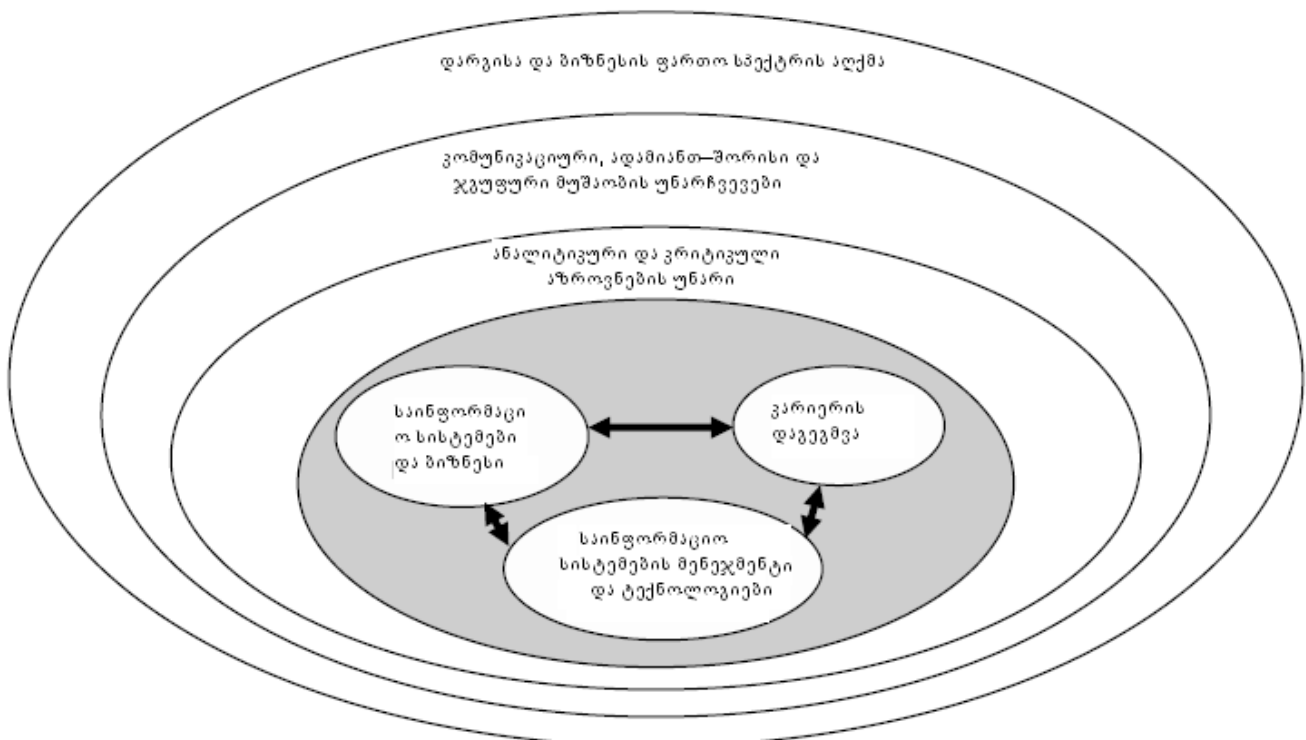 დარგისა და ბიზნესის ფართო სპექტრის აღქმა
კომუნიკაციური, ადამიანთ–შორისი და
ჯგუფური მუშაობის უნარჩვევები
ანალიტიკური და კრიტიკული
აზროვნების უნარი
საინფორმაცი
ო სისტემები
და ბიზნესი
კარიერის
დაგეგმვა
საინფორმაციო
სისტემების მენეჯმენტი
და ტექნოლოგიები